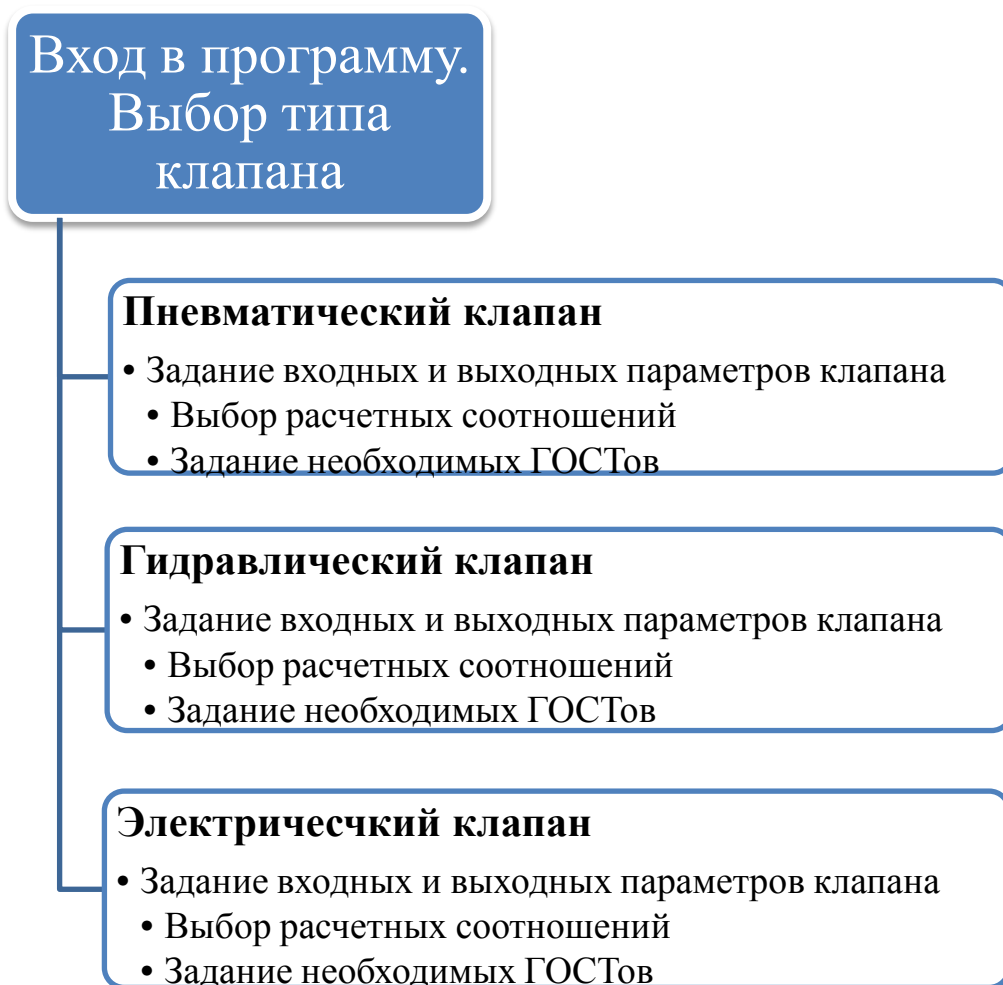 Вход в программу.
Выбор типа
клапана
Пневматический клапан
• Задание входных и выходных параметров клапана
• Выбор расчетных соотношений
• Задание необходимых ГОСТов
Гидравлический клапан
• Задание входных и выходных параметров клапана
• Выбор расчетных соотношений
• Задание необходимых ГОСТов
Электричесчкий клапан
• Задание входных и выходных параметров клапана
• Выбор расчетных соотношений
• Задание необходимых ГОСТов